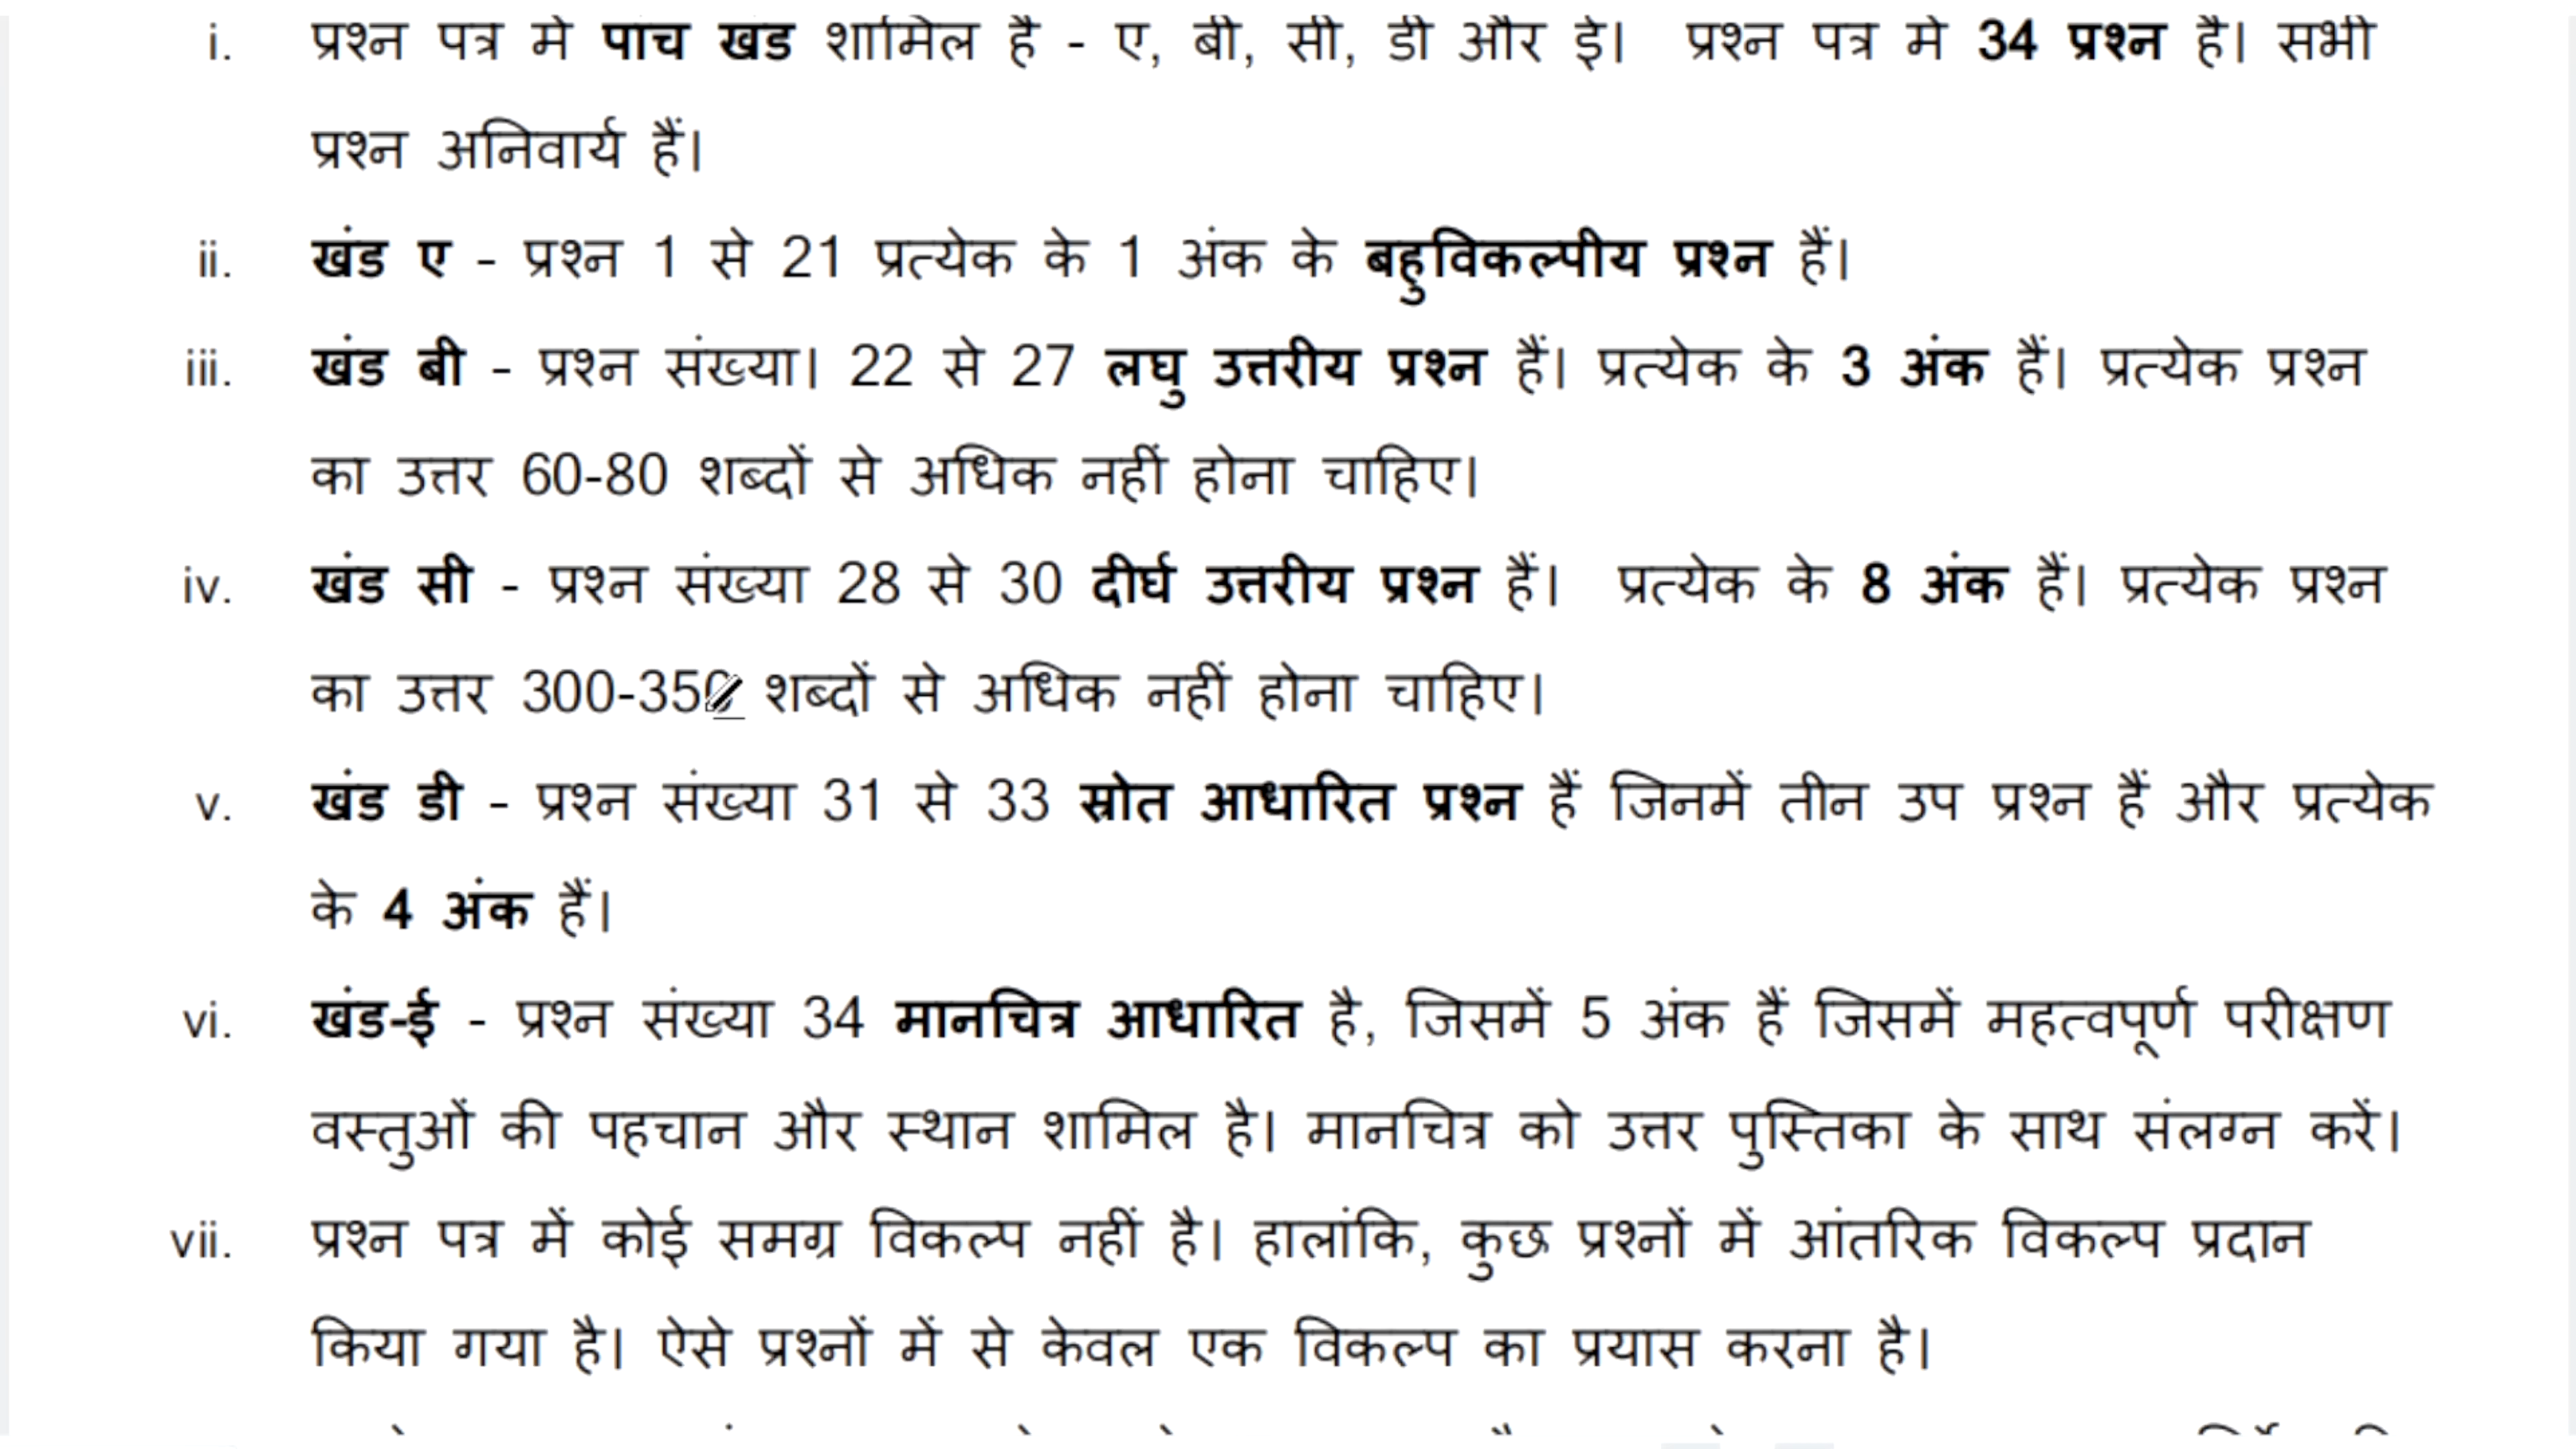 i. प्रश्न पत्र में पांच खंड शामिल हैं - ए, बी, सी, डी और ई। प्रश्न पत्र में 34 प्रश्न हैं। सभी
प्रश्न अनिवार्य हैं।
ii. खंड ए - प्रश्न 1 से 21 प्रत्येक के 1 अंक के बहुविकल्पीय प्रश्न हैं।
iii. खंड बी - प्रश्न संख्या। 22 से 27 लघु उत्तरीय प्रश्न हैं। प्रत्येक के 3 अंक हैं। प्रत्येक प्रश्न
का उत्तर 60-80 शब्दों से अधिक नहीं होना चाहिए।
iv. खंड सी - प्रश्न संख्या 28 से 30 दीर्घ उत्तरीय प्रश्न हैं। प्रत्येक के 8 अंक हैं। प्रत्येक प्रश्न
का उत्तर 300-350 शब्दों से अधिक नहीं होना चाहिए।
v. खंड डी - प्रश्न संख्या 31 से 33 स्रोत आधारित प्रश्न हैं जिनमें तीन उप प्रश्न हैं और प्रत्येक
के 4 अंक हैं।
vi. खंड-ई - प्रश्न संख्या 34 मानचित्र आधारित है, जिसमें 5 अंक हैं जिसमें महत्वपूर्ण परीक्षण
वस्तुओं की पहचान और स्थान शामिल है। मानचित्र को उत्तर पुस्तिका के साथ संलग्न करें।
vii. प्रश्न पत्र में कोई समग्र विकल्प नहीं है। हालांकि, कुछ प्रश्नों में आंतरिक विकल्प प्रदान
किया गया है। ऐसे प्रश्नों में से केवल एक विकल्प का प्रयास करना है।